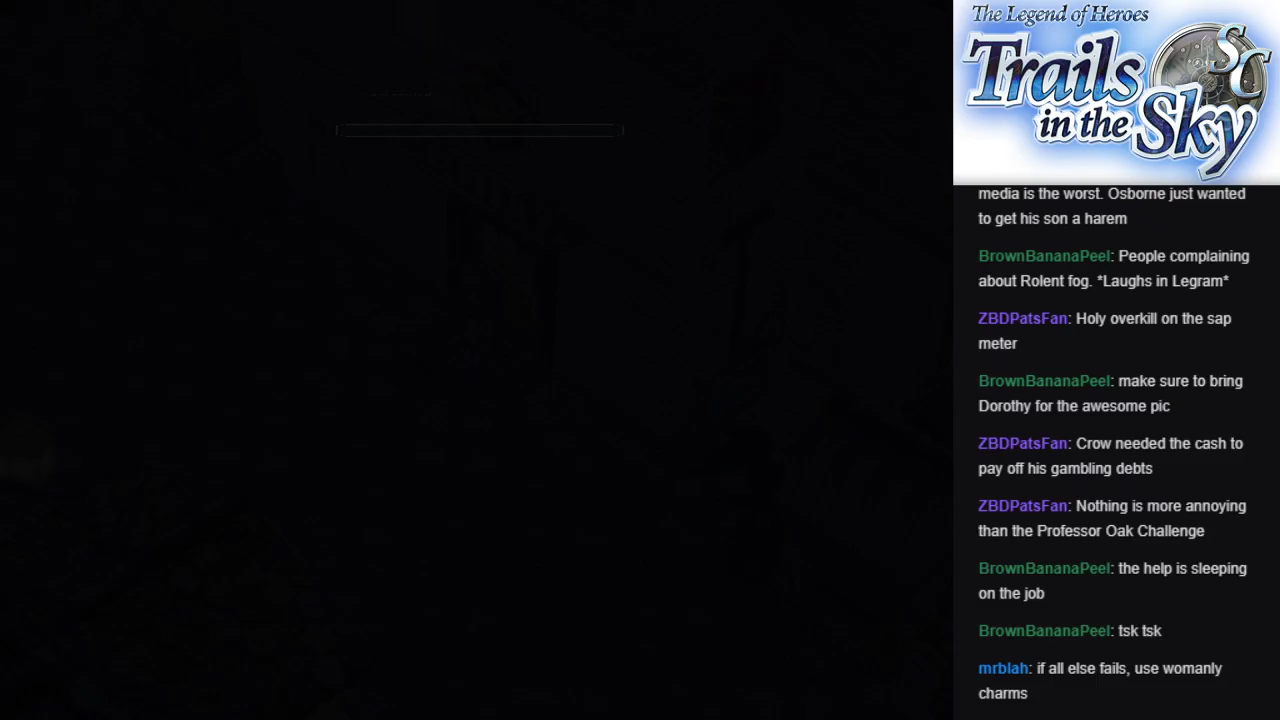 The Legend of Heroes
Trails
in the
Sky
SC
media is the worst. Osborne just wanted
to get his son a harem
BrownBananaPeel: People complaining
about Rolent fog. *Laughs in Legram*
ZBDPatsFan: Holy overkill on the sap
meter
BrownBananaPeel: make sure to bring
Dorothy for the awesome pic
ZBDPatsFan: Crow needed the cash to
pay off his gambling debts
ZBDPatsFan: Nothing is more annoying
than the Professor Oak Challenge
BrownBananaPeel: the help is sleeping
on the job
BrownBananaPeel: tsk tsk
mrblah: if all else fails, use womanly
charms